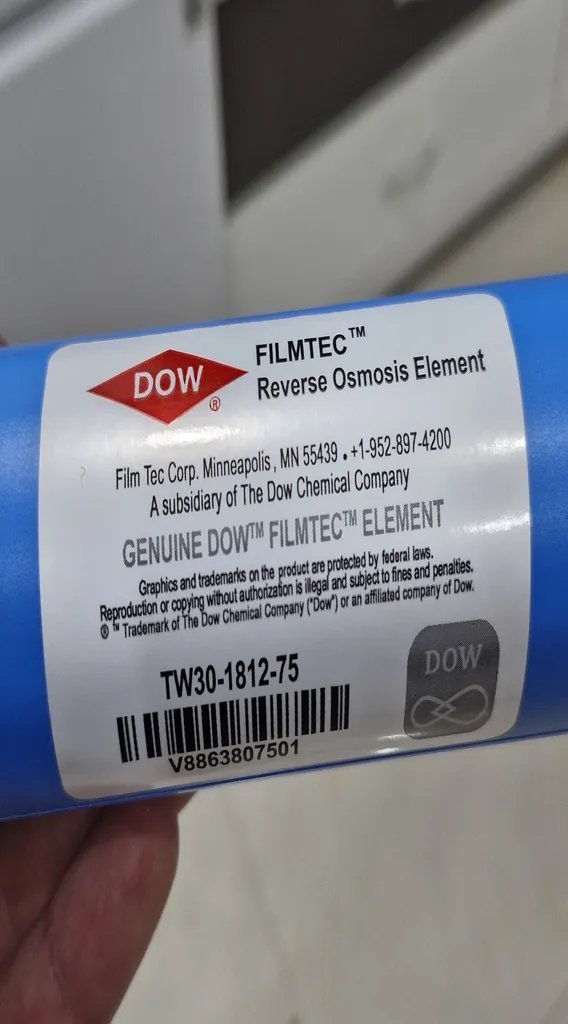 DOW®
FILMTEC™
Reverse Osmosis Element
Film Tec Corp. Minneapolis, MN 55439 • +1-952-897-4200
A subsidiary of The Dow Chemical Company
GENUINE DOW™ FILMTEC™ ELEMENT
Graphics and trademarks on the product are protected by federal laws.
Reproduction or copying without authorization is illegal and subject to fines and penalties.
®™ Trademark of The Dow Chemical Company ("Dow") or an affiliated company of Dow.
TW30-1812-75
V8863807501
DOW